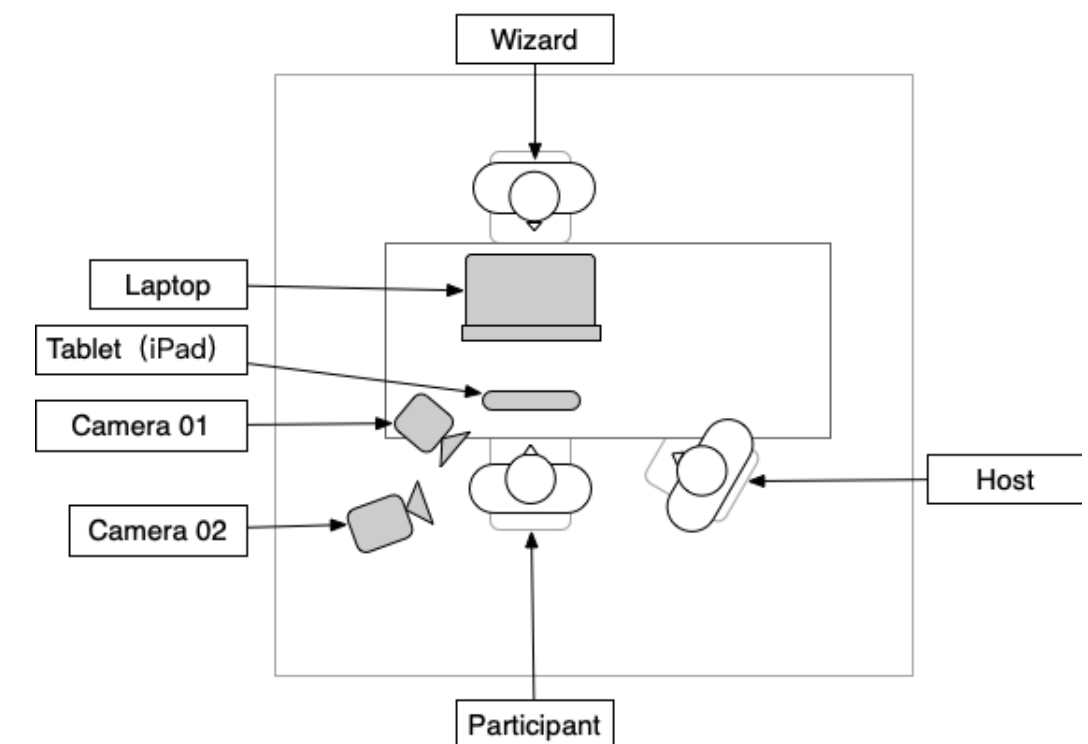 Wizard
Laptop
Tablet（iPad）
Camera 01
Host
Camera 02
Participant